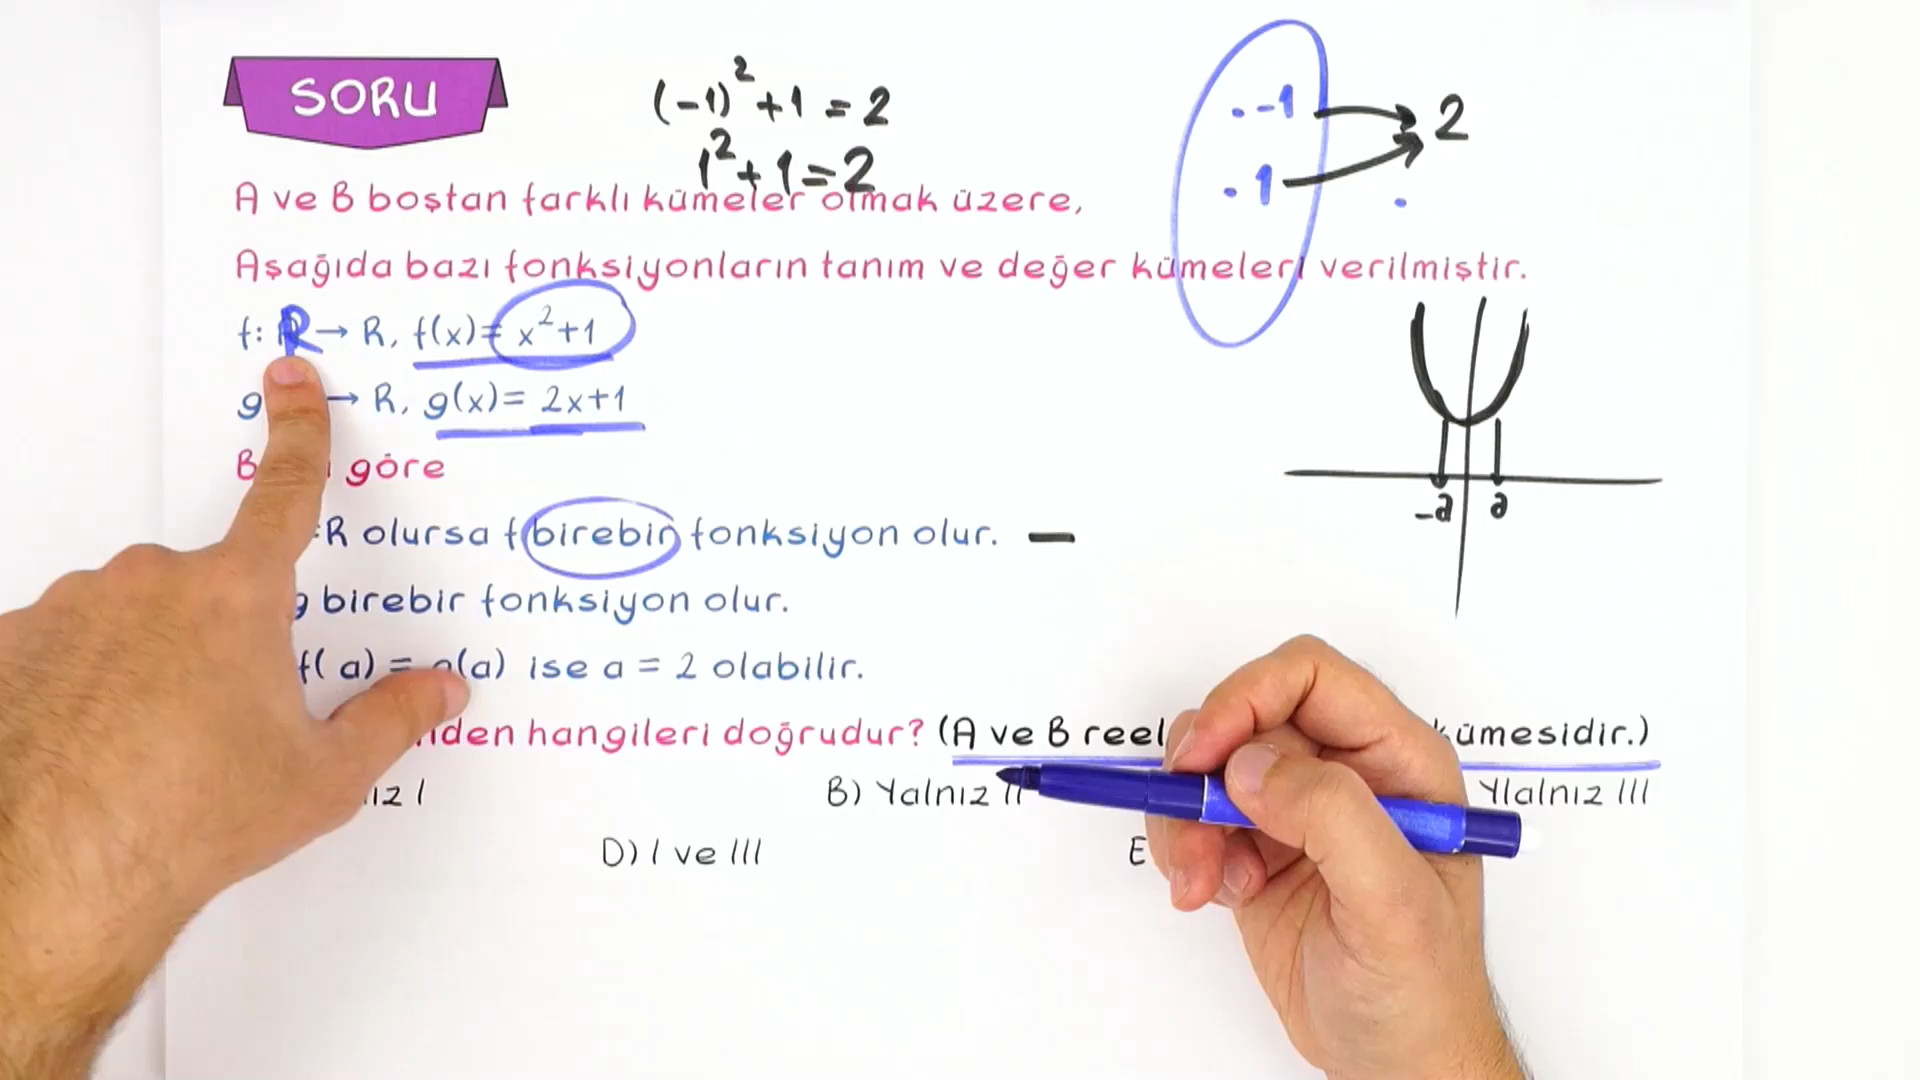 SORU
(-1)²+1=2
1²+1=2
. -1
. 1
2
A ve B boştan farklı kümeler olmak üzere,
Aşağıda bazı fonksiyonların tanım ve değer kümeleri verilmiştir.
f: R → R, f(x)= x²+1
g → R, g(x)= 2x+1
göre
R olursa f birebir fonksiyon olur. —
g birebir fonksiyon olur.
f(a) = g(a) ise a = 2 olabilir.
hangileri doğrudur? (A ve B reel kümesidir.)
-a a
I
B) Yalnız II
Ylalnız III
D) I ve III
E